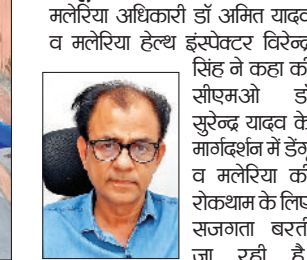 मलेरिया अधिकारी डॉ अमित यादव
व मलेरिया हेल्थ इंस्पेक्टर विरेन्द्र
सिंह ने कहा की
सीएमओ डॉ
सुरेन्द्र यादव के
मार्गदर्शन में डेंगू
व मलेरिया की
रोकथाम के लिए
सजगता बरती
जा रही है